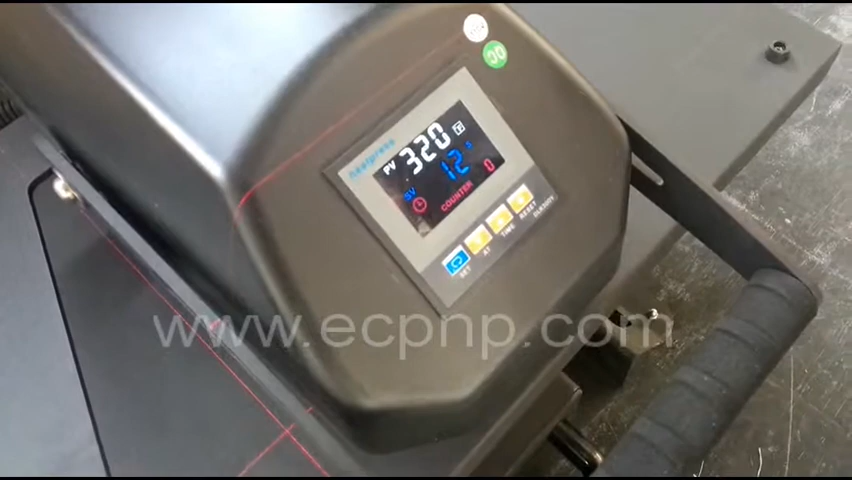 heatpress
PV 320 °F
SV 12 S
COUNTER 0
SET AT TIME RESET
www.ecpnp.com